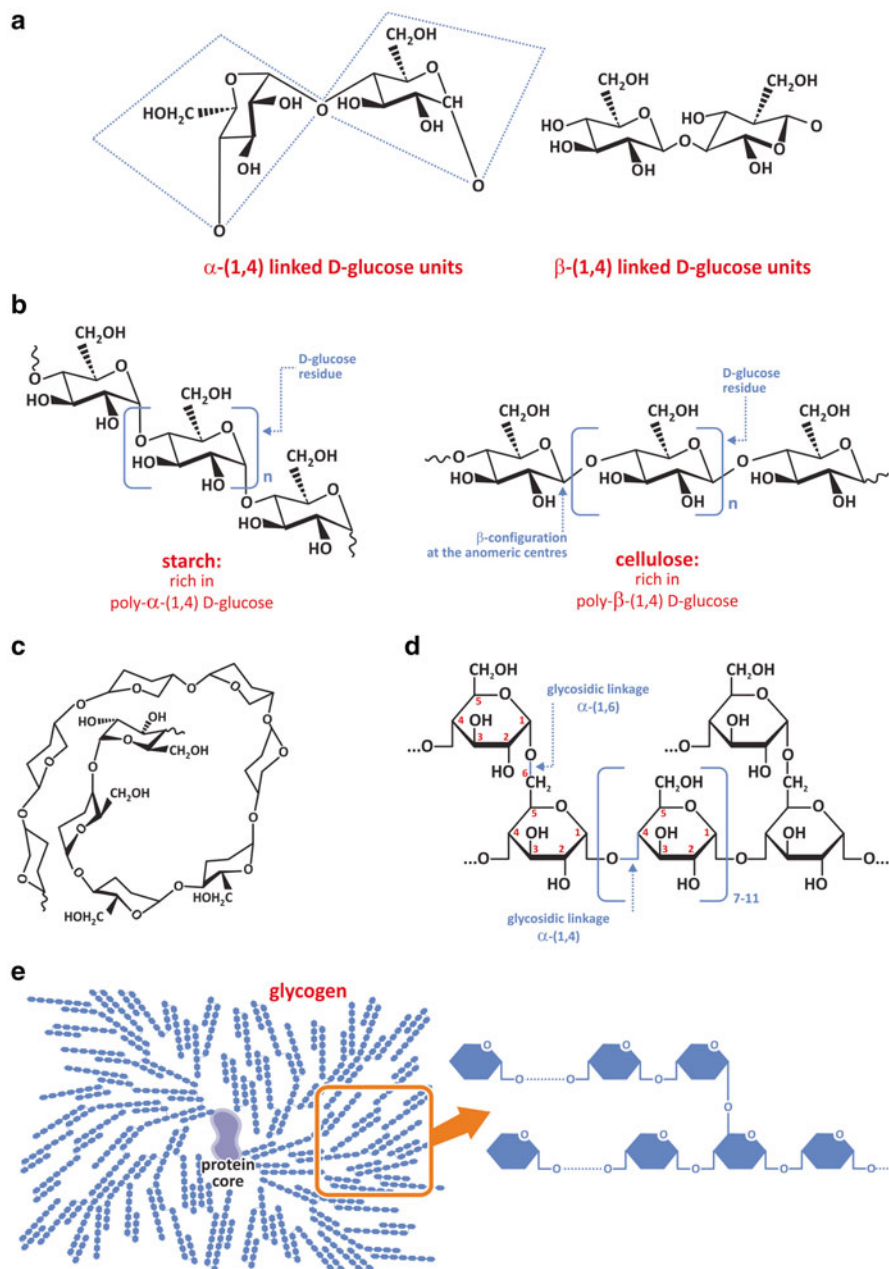 a
CH₂OH
O O
HOH₂C OH HO CH
O
OH OH
OH O
O
CH₂OH CH₂OH
HO O HO
HO O O O
OH OH
α-(1,4) linked D-glucose units
β-(1,4) linked D-glucose units
b
CH₂OH
O O
HO
HO O
D-glucose
residue
CH₂OH
O
HO
OH
n
O
CH₂OH
O
HO
OH
starch:
rich in
poly-α-(1,4) D-glucose
D-glucose
residue
CH₂OH CH₂OH CH₂OH
O O O O O O
HO HO HO
OH OH OH
n
β-configuration
at the anomeric centres
cellulose:
rich in
poly-β-(1,4) D-glucose
c
O O O O O
HO OH
O
O O
CH₂OH
O O
CH₂OH
O O
O O
O O O
HOH₂C
HOH₂C
d
CH₂OH
5 O
4 OH 1
3 2
...O O
HO
glycosidic linkage
α-(1,6)
6
CH₂
5 O
4 OH 1
3 2
...O O
HO
CH₂OH
5 O
4 OH 1
3 2
O
HO
7-11
CH₂OH
O
OH
...O O
HO
CH₂
O
OH
O...
HO
glycosidic linkage
α-(1,4)
e
glycogen
protein
core
O O O
O O O
O
O O O O
O O O O O